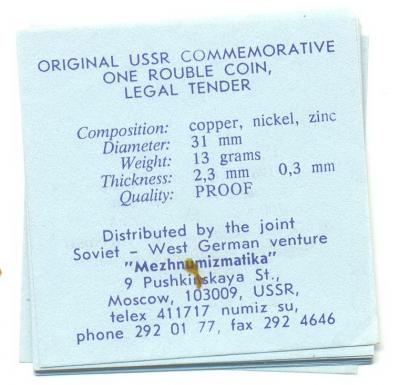 ORIGINAL USSR COMMEMORATIVE
ONE ROUBLE COIN,
LEGAL TENDER
Composition: copper, nickel, zinc
Diameter: 31 mm
Weight: 13 grams
Thickness: 2,3 mm 0,3 mm
Quality: PROOF
Distributed by the joint
Soviet – West German venture
"Mezhnumizmatika"
9 Pushkinskaya St.,
Moscow, 103009, USSR,
telex 411717 numiz su,
phone 292 01 77, fax 292 4646